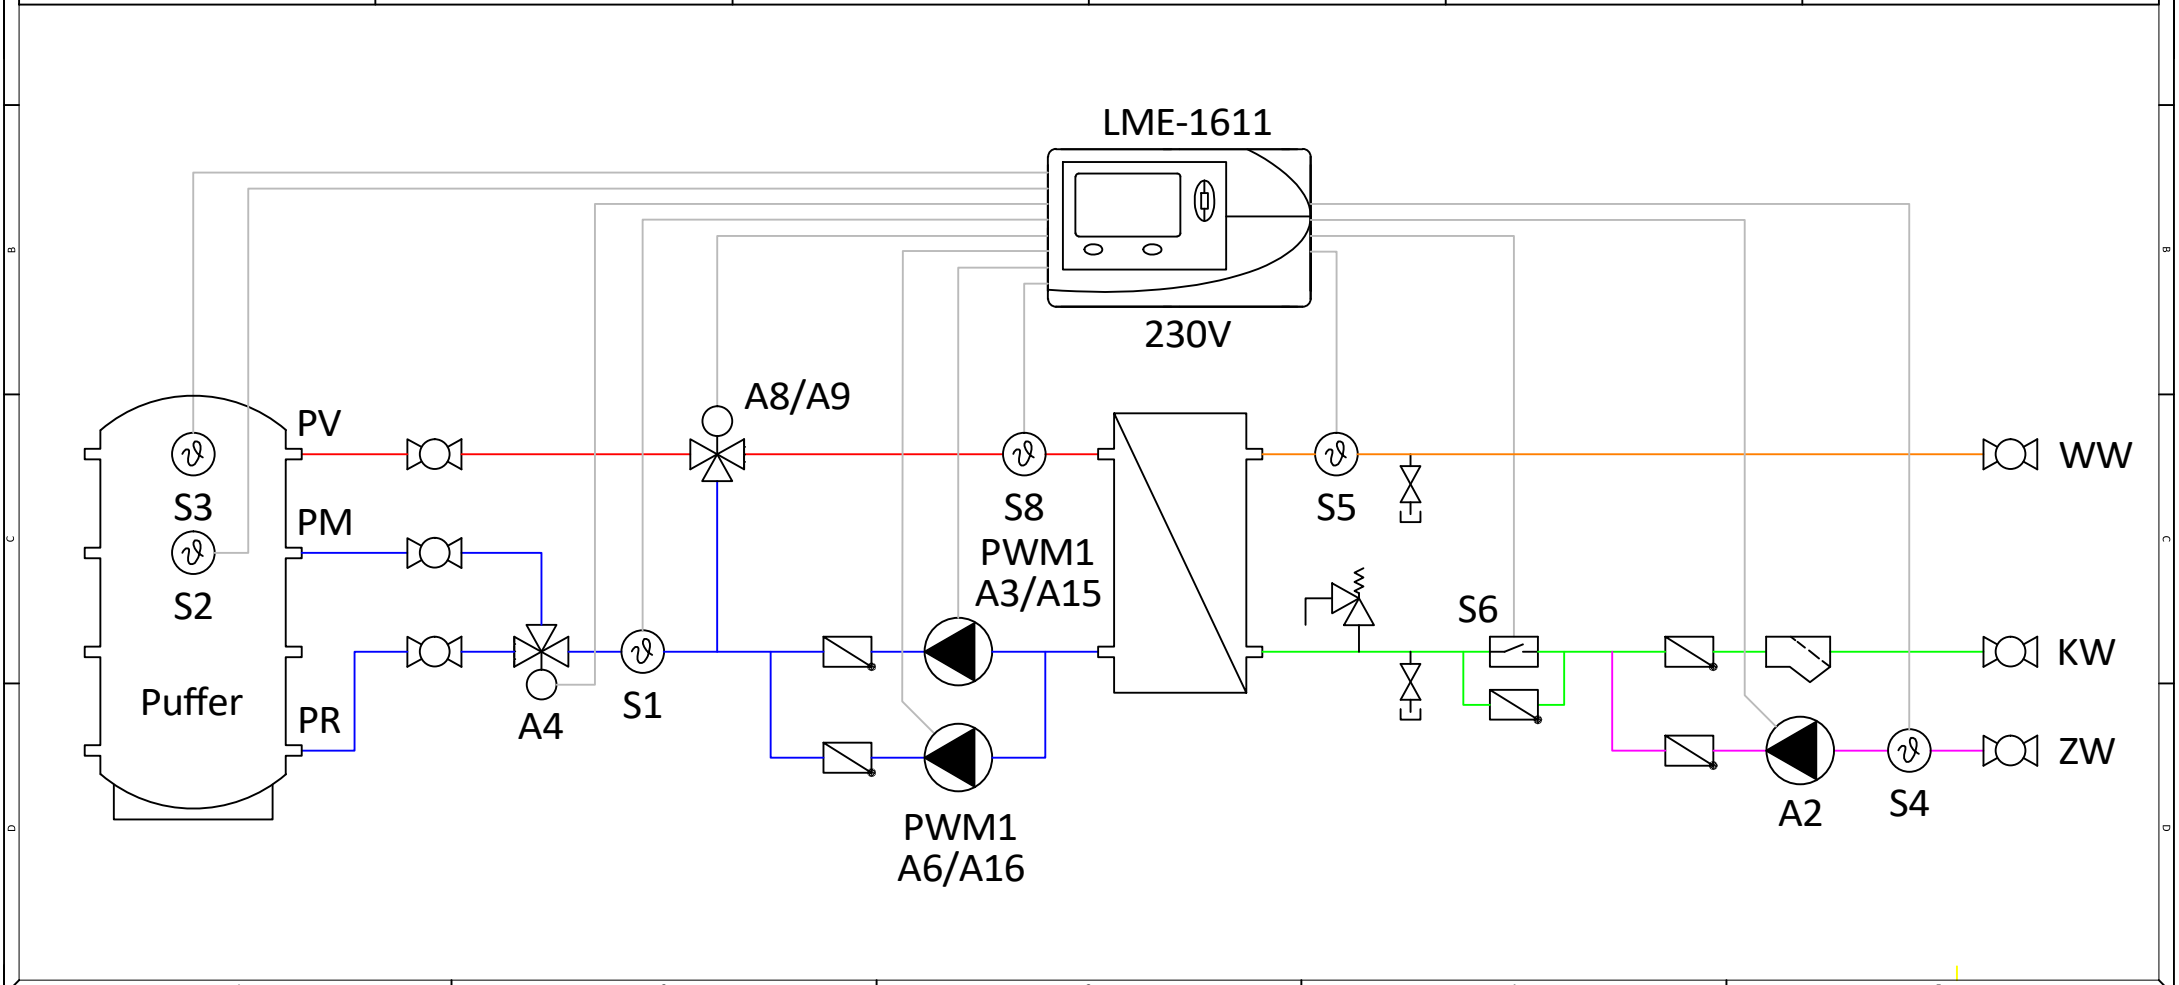 LME-1611
230V
A8/A9
PV
S3
PM
S2
S8
PWM1
A3/A15
S5
WW
S6
KW
Puffer
PR
A4
S1
PWM1
A6/A16
A2
S4
ZW
B
B
C
C
D
D